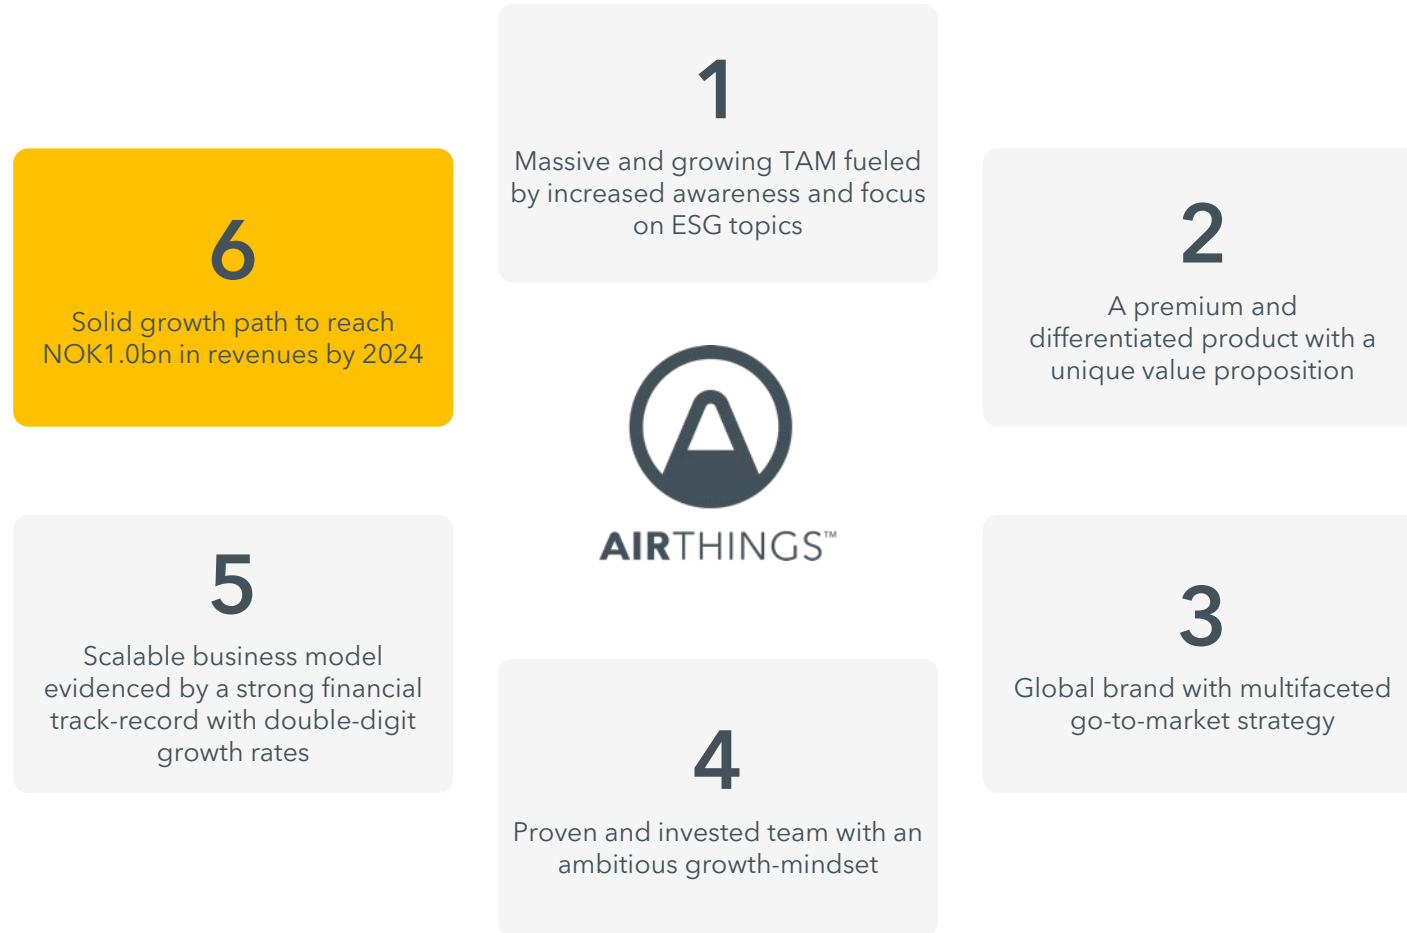 1
Massive and growing TAM fueled
by increased awareness and focus
on ESG topics
2
A premium and
differentiated product with a
unique value proposition
3
Global brand with multifaceted
go-to-market strategy
4
Proven and invested team with an
ambitious growth-mindset
5
Scalable business model
evidenced by a strong financial
track-record with double-digit
growth rates
6
Solid growth path to reach
NOK1.0bn in revenues by 2024
AIRTHINGS™